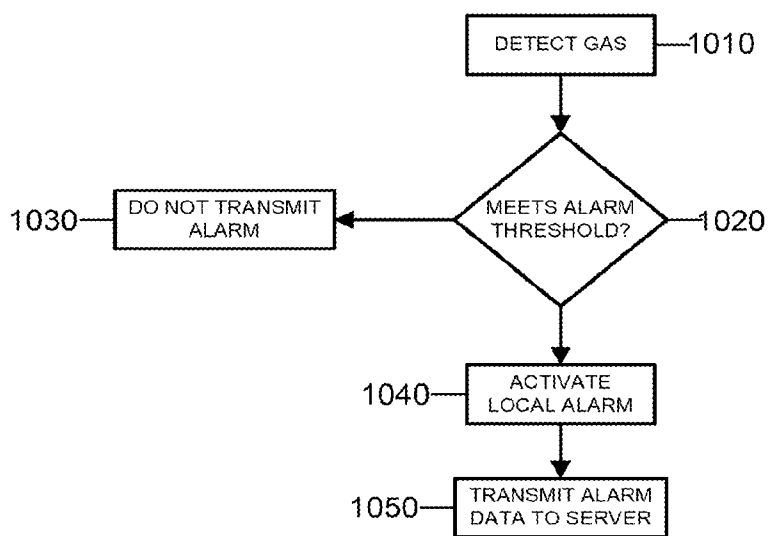 DETECT GAS
1010
MEETS ALARM
THRESHOLD?
1020
1030
DO NOT TRANSMIT
ALARM
1040
ACTIVATE
LOCAL ALARM
1050
TRANSMIT ALARM
DATA TO SERVER